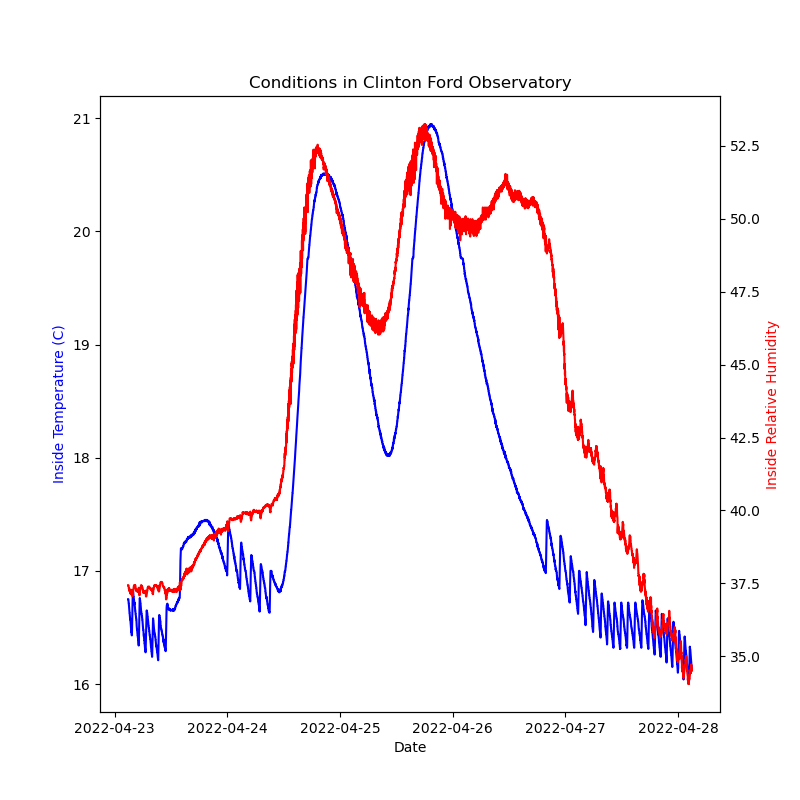 Conditions in Clinton Ford Observatory
Inside Temperature (C)
21
20
19
18
17
16
52.5
50.0
47.5
45.0
42.5
40.0
37.5
35.0
Inside Relative Humidity
2022-04-23 2022-04-24 2022-04-25 2022-04-26 2022-04-27 2022-04-28
Date